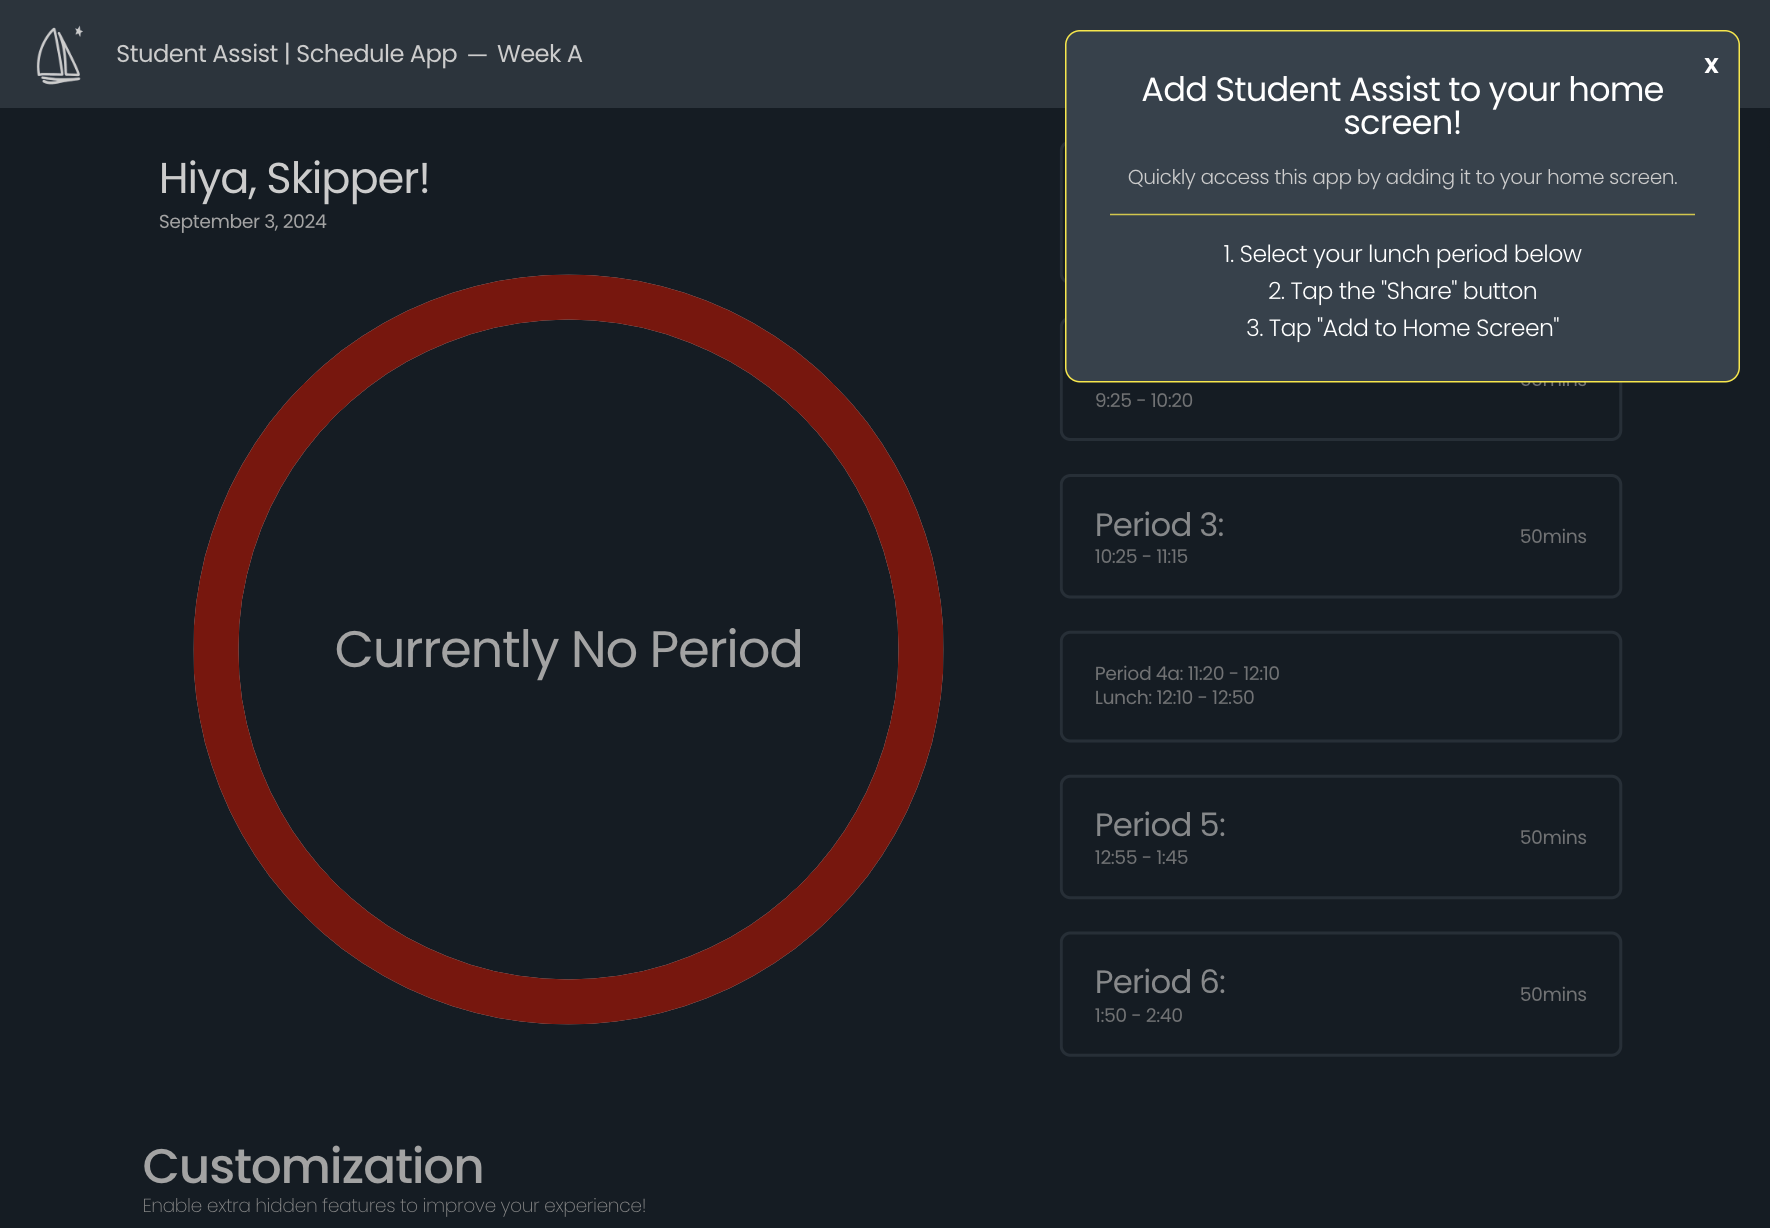 Student Assist | Schedule App — Week A
x
Add Student Assist to your home
screen!
Quickly access this app by adding it to your home screen.
1. Select your lunch period below
2. Tap the "Share" button
3. Tap "Add to Home Screen"
Hiya, Skipper!
September 3, 2024
Currently No Period
9:25 - 10:20
Period 3:
10:25 - 11:15
50mins
Period 4a: 11:20 - 12:10
Lunch: 12:10 - 12:50
Period 5:
12:55 - 1:45
50mins
Period 6:
1:50 - 2:40
50mins
Customization
Enable extra hidden features to improve your experience!